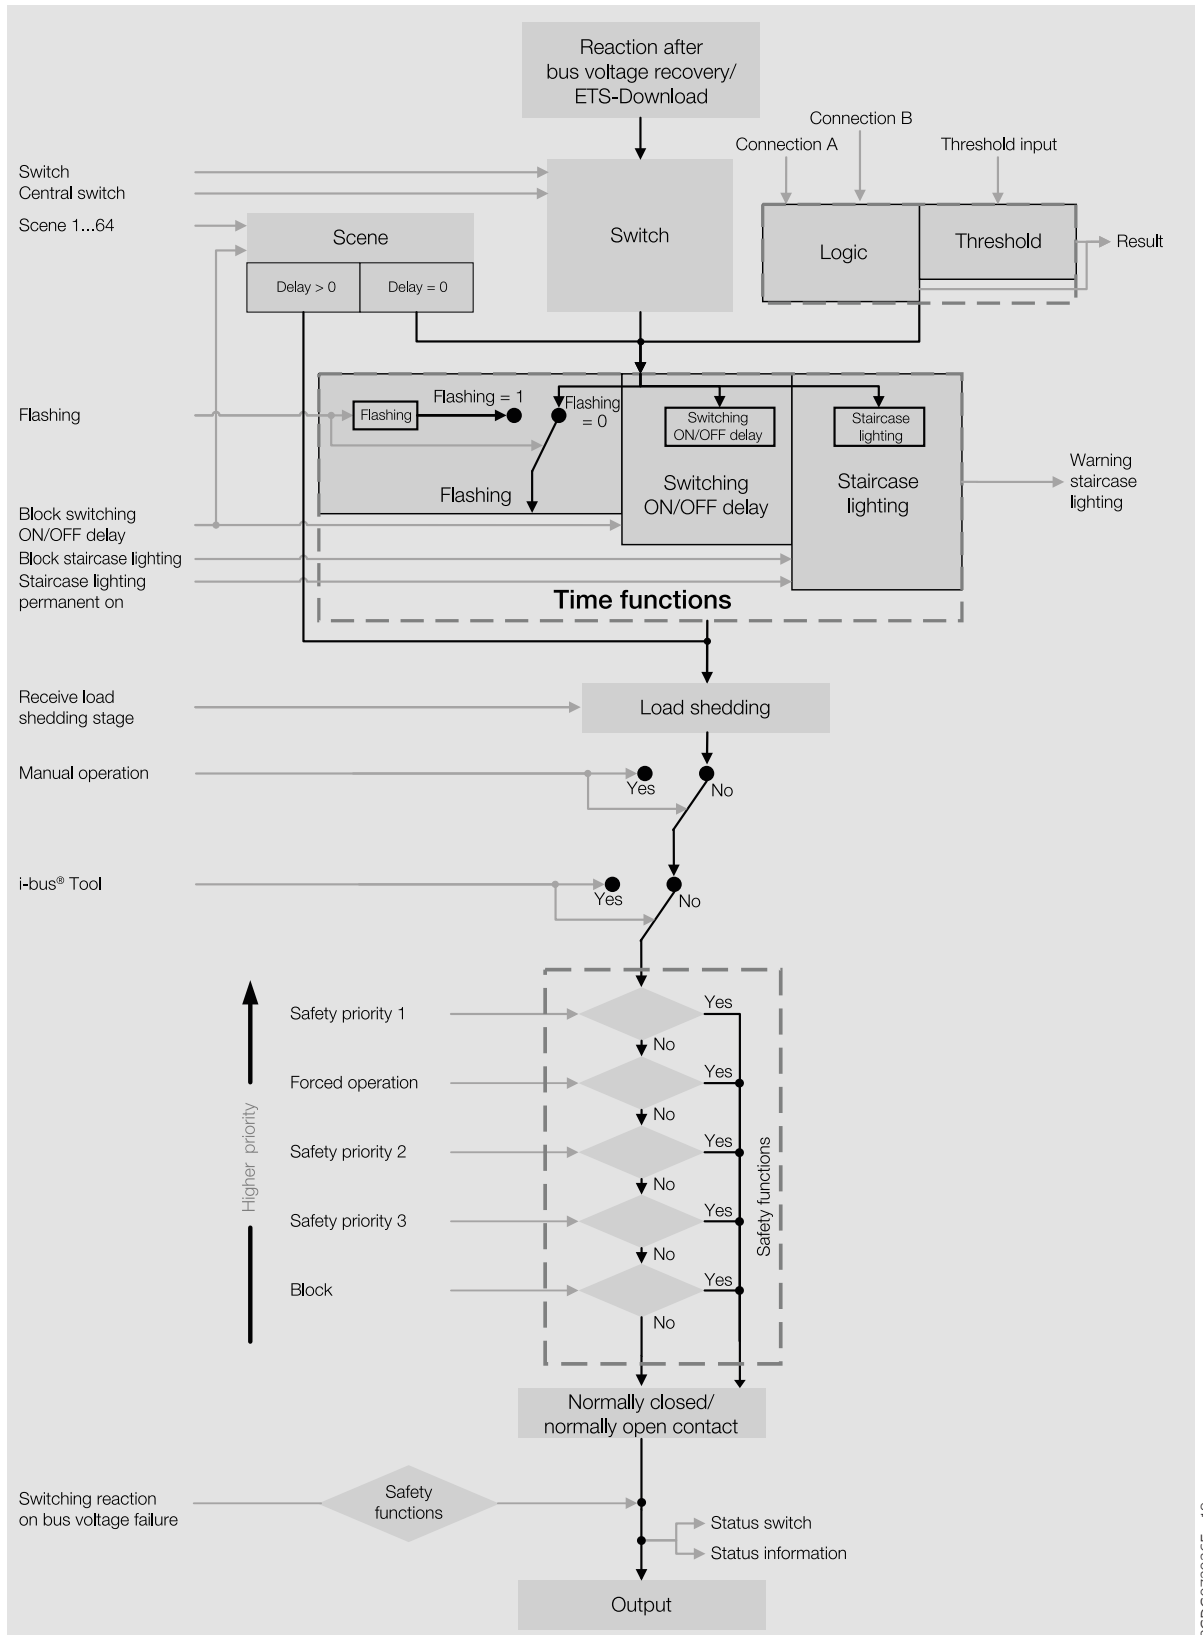 Reaction after
bus voltage recovery/
ETS-Download
Connection B
Connection A
Threshold input
Switch
Central switch
Scene 1...64
Scene
Delay > 0
Delay = 0
Switch
Logic
Threshold
Result
Flashing
Flashing
Flashing = 1
Flashing
= 0
Flashing
Switching
ON/OFF delay
Switching
ON/OFF delay
Staircase
lighting
Staircase
lighting
Warning
staircase
lighting
Block switching
ON/OFF delay
Block staircase lighting
Staircase lighting
permanent on
Time functions
Receive load
shedding stage
Load shedding
Manual operation
Yes
No
i-bus® Tool
Yes
No
Higher priority
Safety priority 1
Yes
No
Forced operation
Yes
No
Safety priority 2
Yes
No
Safety priority 3
Yes
No
Block
Yes
No
Safety functions
Normally closed/
normally open contact
Switching reaction
on bus voltage failure
Safety
functions
Status switch
Status information
Output